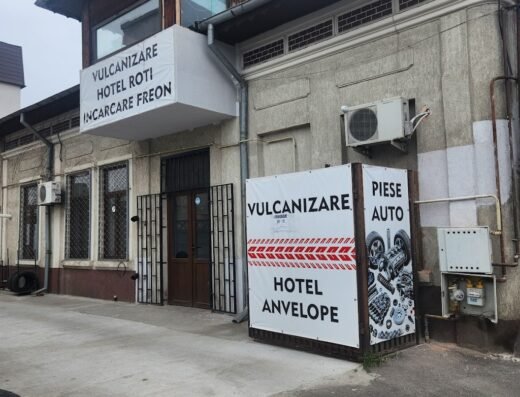 VULCANIZARE
HOTEL ROTI
INCARCARE FREON
VULCANIZARE
HOTEL
ANVELOPE
PIESE
AUTO